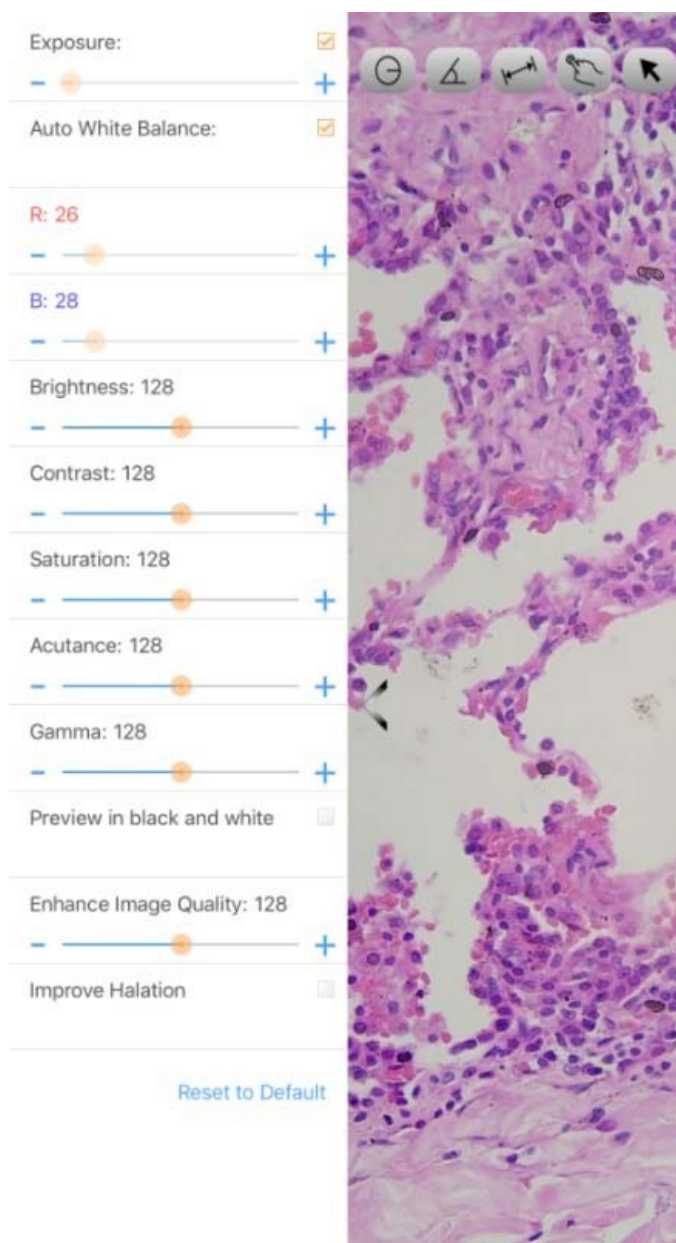 Exposure:
Auto White Balance:
R: 26
B: 28
Brightness: 128
Contrast: 128
Saturation: 128
Acutance: 128
Gamma: 128
Preview in black and white
Enhance Image Quality: 128
Improve Halation
Reset to Default